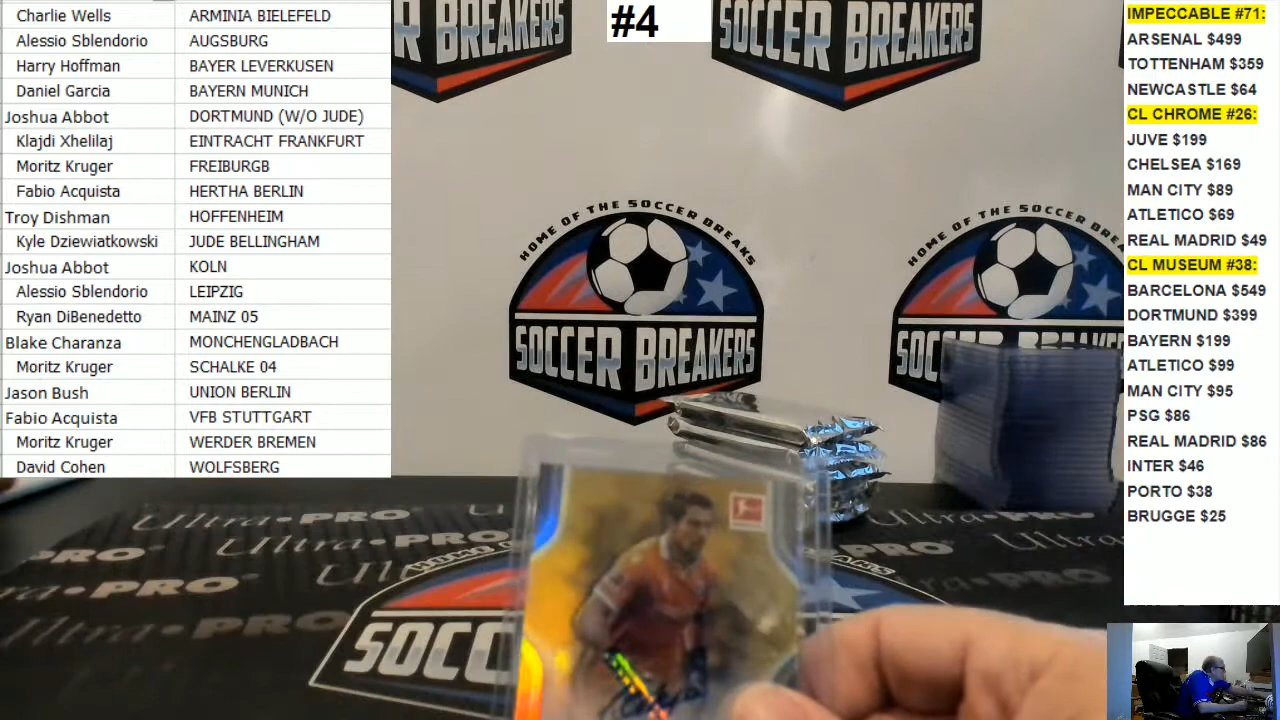 Charlie Wells ARMINIA BIELEFELD
Alessio Sblendorio AUGSBURG
Harry Hoffman BAYER LEVERKUSEN
Daniel Garcia BAYERN MUNICH
Joshua Abbot DORTMUND (W/O JUDE)
Klajdi Xhelilaj EINTRACHT FRANKFURT
Moritz Kruger FREIBURGB
Fabio Acquista HERTHA BERLIN
Troy Dishman HOFFENHEIM
Kyle Dziewiatkowski JUDE BELLINGHAM
Joshua Abbot KOLN
Alessio Sblendorio LEIPZIG
Ryan DiBenedetto MAINZ 05
Blake Charanza MONCHENGLADBACH
Moritz Kruger SCHALKE 04
Jason Bush UNION BERLIN
Fabio Acquista VFB STUTTGART
Moritz Kruger WERDER BREMEN
David Cohen WOLFSBERG
#4
R BREAKERS
SOCCER BREAKERS
HOME OF THE SOCCER BREAKS
SOCCER BREAKERS
HOME OF THE SOCCER
SOC
Ultra•PRO
PRO
Ultra•PRO
Ultra•PRO
SOCC
IMPECCABLE #71:
ARSENAL $499
TOTTENHAM $359
NEWCASTLE $64
CL CHROME #26:
JUVE $199
CHELSEA $169
MAN CITY $89
ATLETICO $69
REAL MADRID $49
CL MUSEUM #38:
BARCELONA $549
DORTMUND $399
BAYERN $199
ATLETICO $99
MAN CITY $95
PSG $86
REAL MADRID $86
INTER $46
PORTO $38
BRUGGE $25